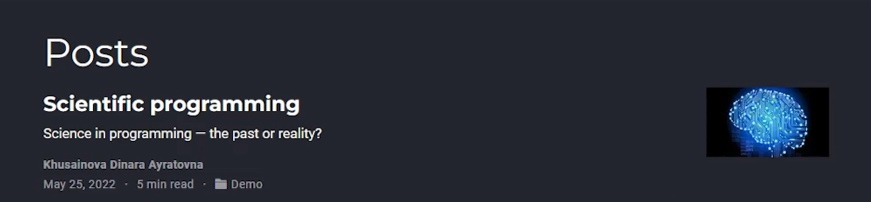 Posts
Scientific programming
Science in programming — the past or reality?
Khusainova Dinara Ayratovna
May 25, 2022 · 5 min read · Demo